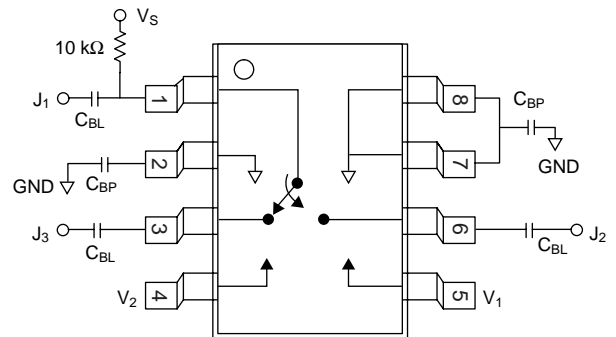 V_S
10 kΩ
J_1
C_BL
1
8
C_BP
GND
GND
C_BP
2
7
J_3
C_BL
3
6
C_BL
J_2
V_2
4
5
V_1